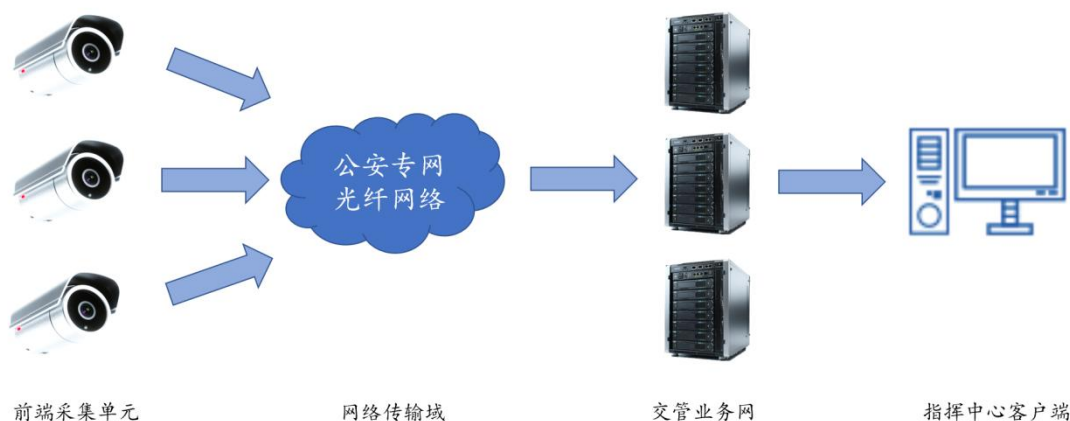 公安专网
光纤网络
前端采集单元
网络传输域
交管业务网
指挥中心客户端